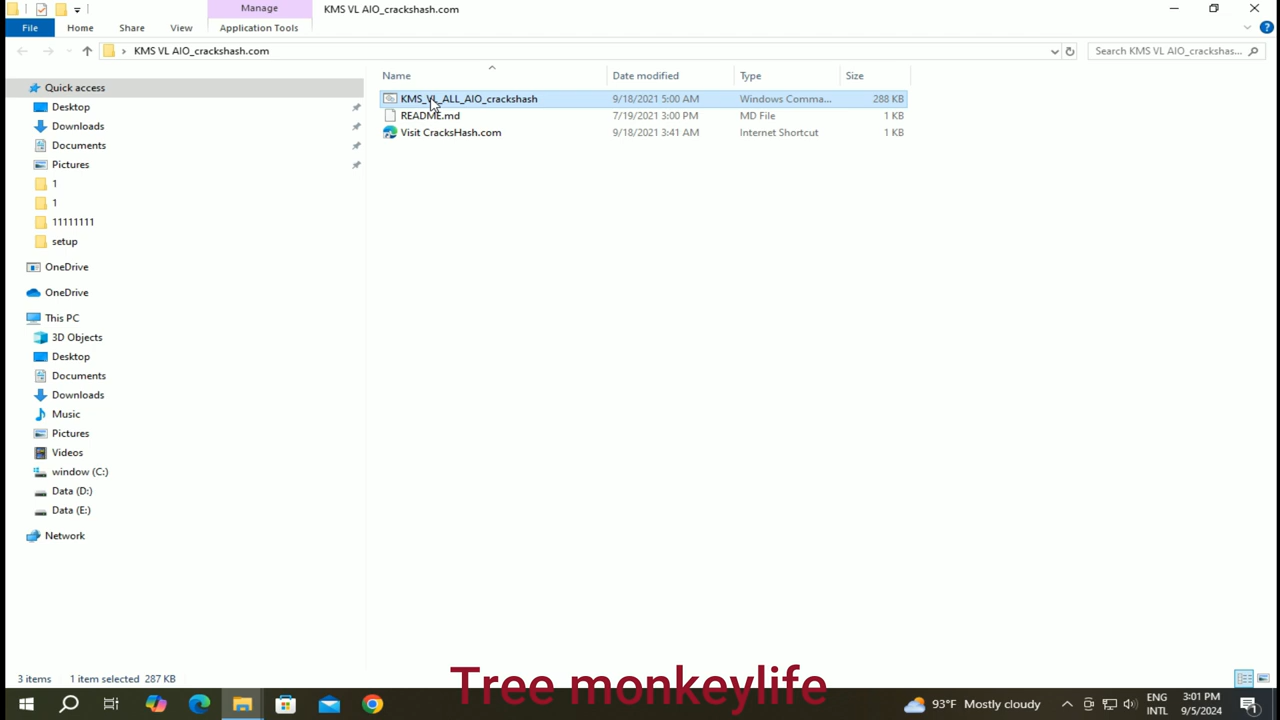 Manage
KMS VL AIO_crackshash.com
File
Home
Share
View
Application Tools
KMS VL AIO_crackshash.com
Search KMS VL AIO_crackshas...
Name
Date modified
Type
Size
Quick access
Desktop
Downloads
Documents
Pictures
1
1
11111111
setup
OneDrive
OneDrive
This PC
3D Objects
Desktop
Documents
Downloads
Music
Pictures
Videos
window (C:)
Data (D:)
Data (E:)
Network
KMS_VL_ALL_AIO_crackshash 9/18/2021 5:00 AM Windows Comma... 288 KB
README.md 7/19/2021 3:00 PM MD File 1 KB
Visit CracksHash.com 9/18/2021 3:41 AM Internet Shortcut 1 KB
3 items 1 item selected 287 KB
Tree monkeylife
93°F Mostly cloudy
ENG
INTL
3:01 PM
9/5/2024
1